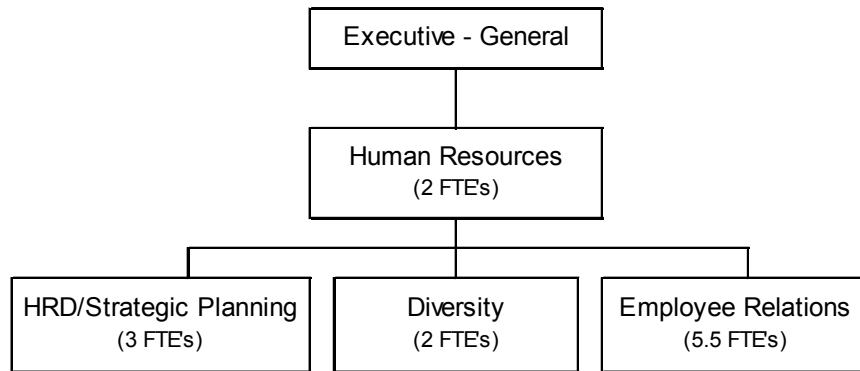 Executive - General
Human Resources
(2 FTE's)
HRD/Strategic Planning
(3 FTE's)
Diversity
(2 FTE's)
Employee Relations
(5.5 FTE's)